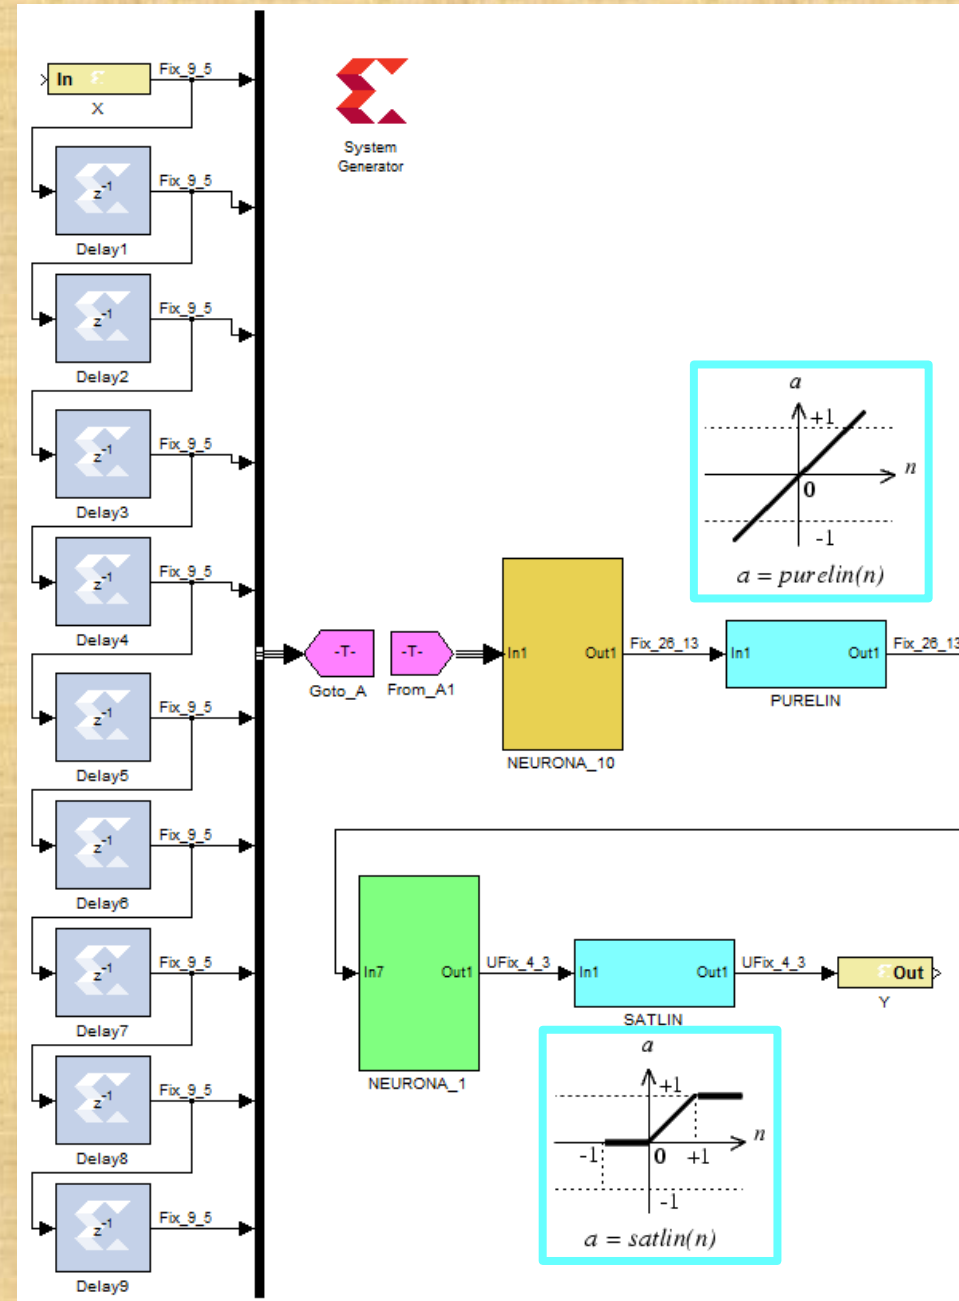 In
X
Fix_9_5
System
Generator
z-1
Delay1
Fix_9_5
z-1
Delay2
Fix_9_5
z-1
Delay3
Fix_9_5
z-1
Delay4
Fix_9_5
z-1
Delay5
Fix_9_5
z-1
Delay6
Fix_9_5
z-1
Delay7
Fix_9_5
z-1
Delay8
Fix_9_5
z-1
Delay9
Fix_9_5
-T-
Goto_A
-T-
From_A1
In1
Out1
NEURONA_10
Fix_26_13
a
+1
n
0
-1
a = purelin(n)
In1
Out1
PURELIN
Fix_26_13
In7
Out1
NEURONA_1
UFix_4_3
In1
Out1
SATLIN
UFix_4_3
Out
Y
a
+1
n
-1
0
+1
-1
a = satlin(n)